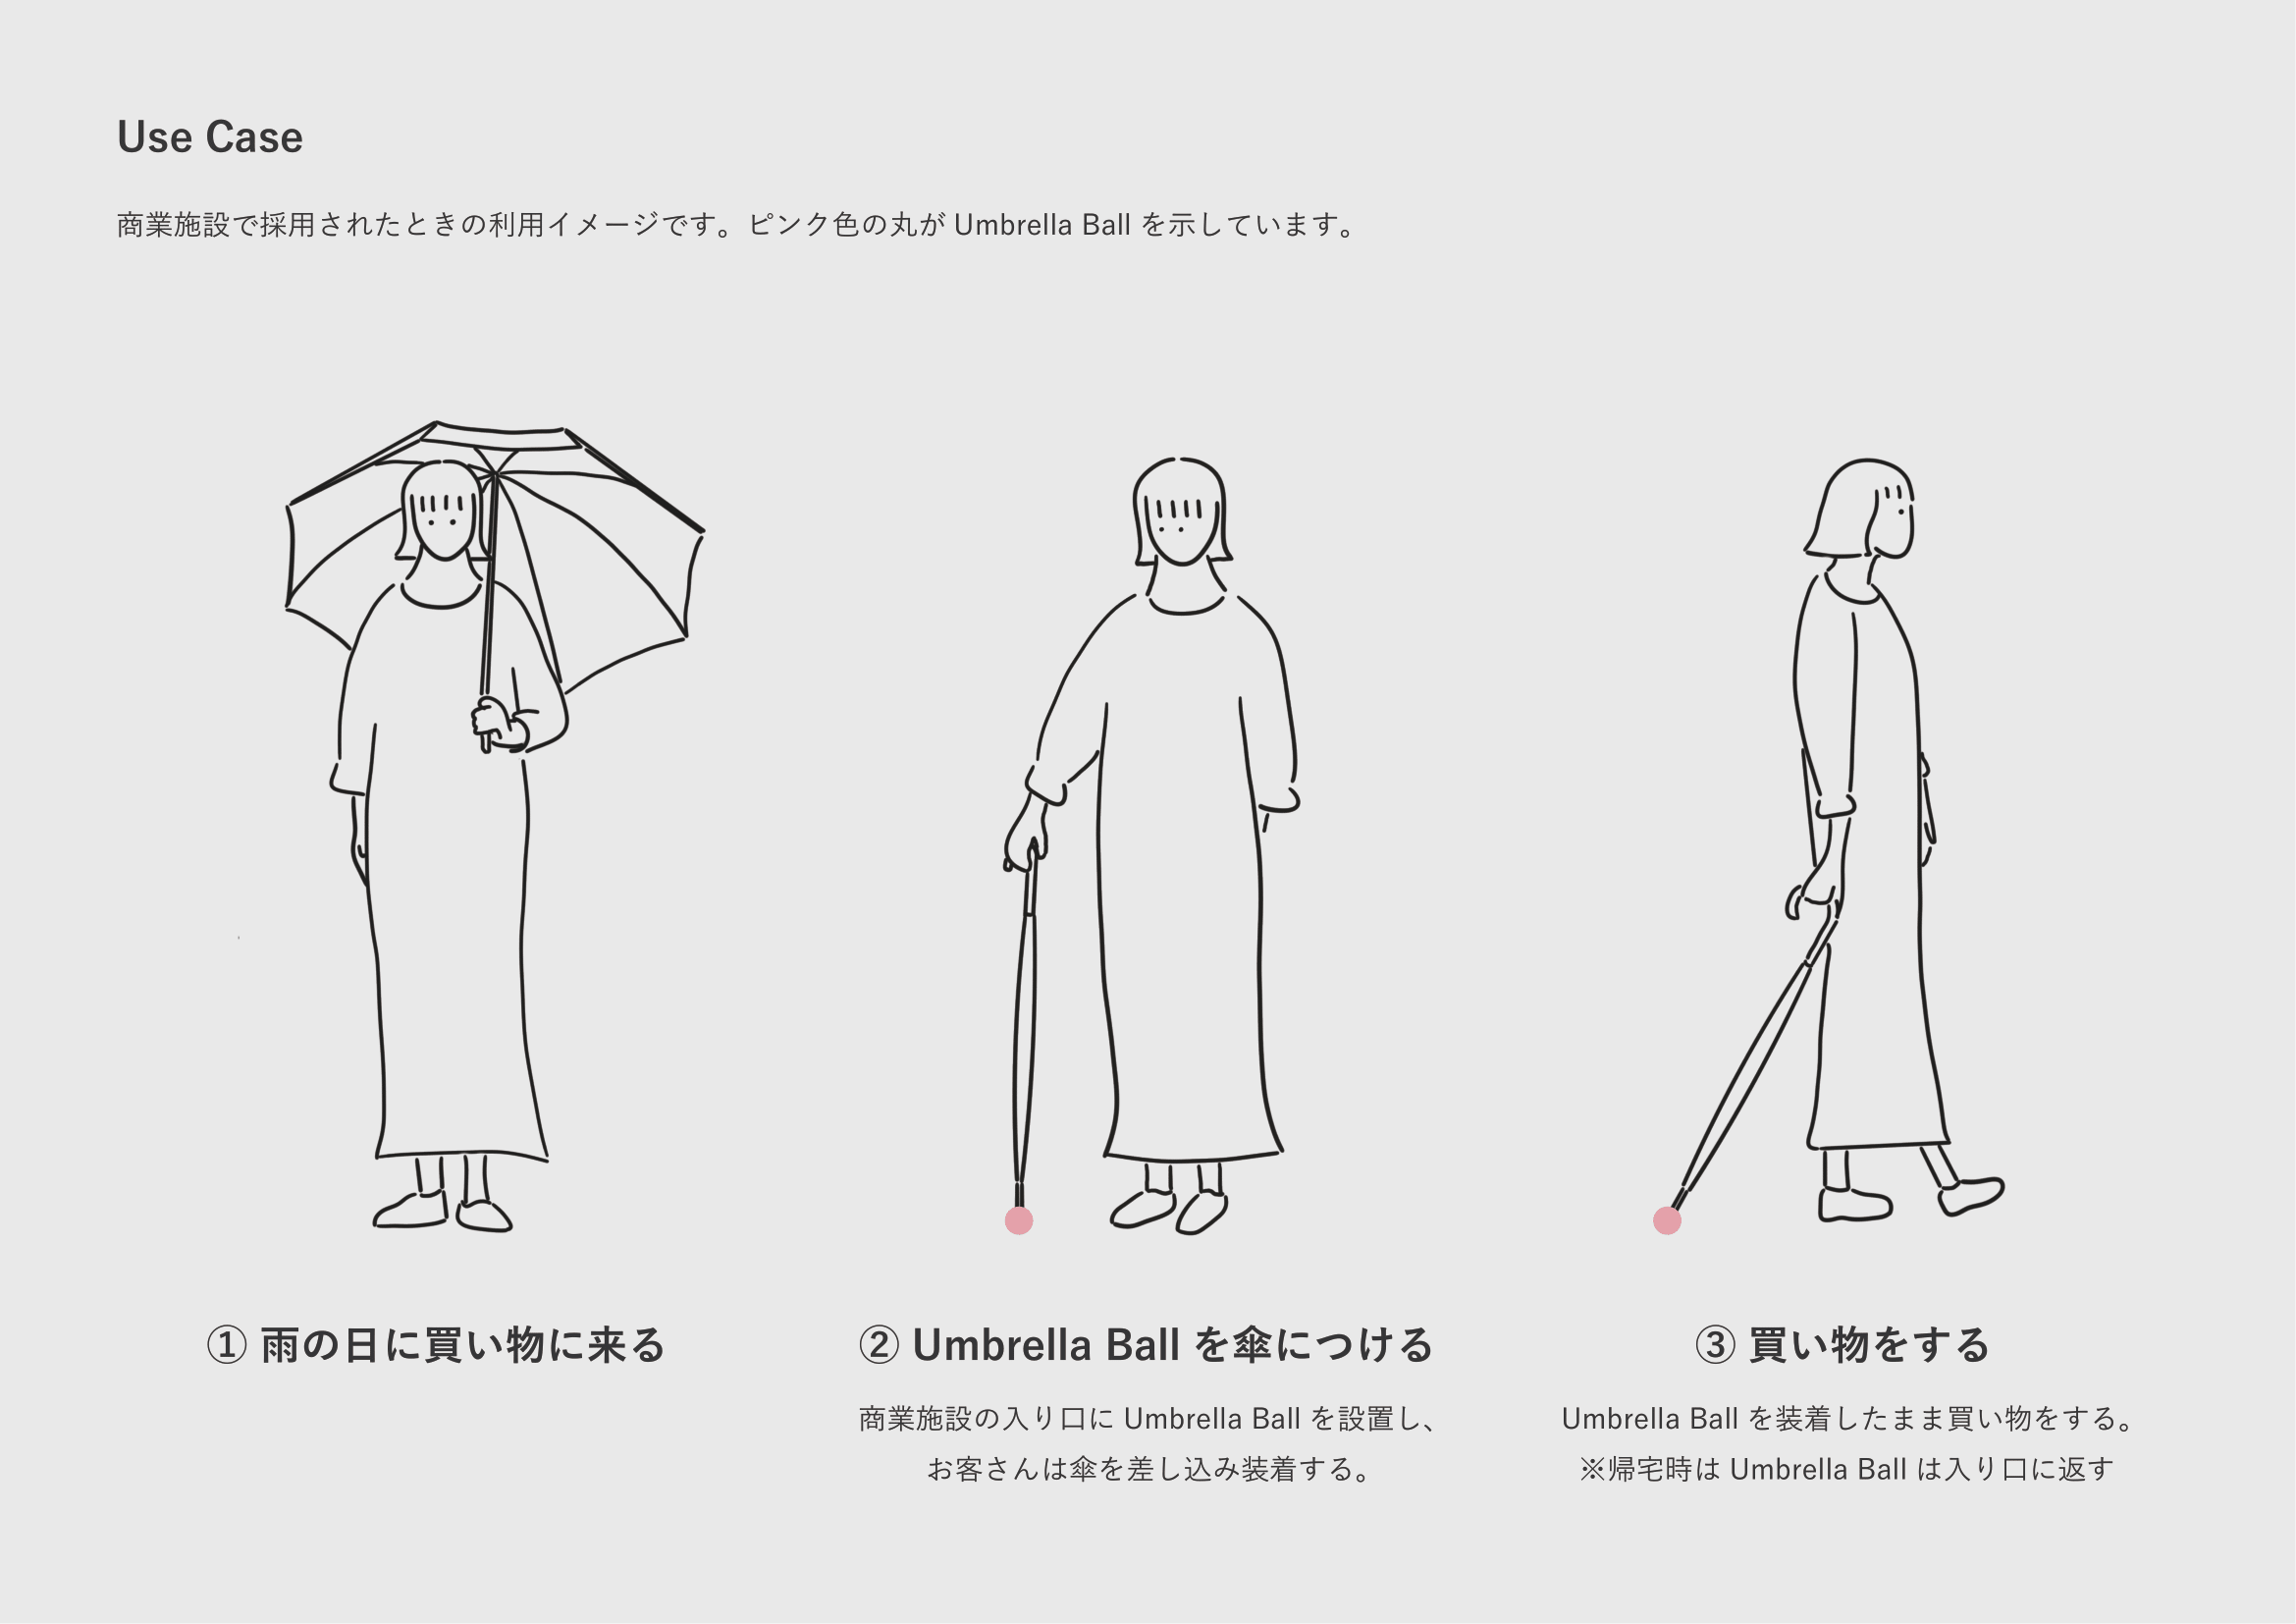 Use Case
商業施設で採用されたときの利用イメージです。ピンク色の丸が Umbrella Ball を示しています。
① 雨の日に買い物に来る
② Umbrella Ball を傘につける
商業施設の入り口に Umbrella Ball を設置し、
お客さんは傘を差し込み装着する。
③ 買い物をする
Umbrella Ball を装着したまま買い物をする。
※帰宅時は Umbrella Ball は入り口に返す